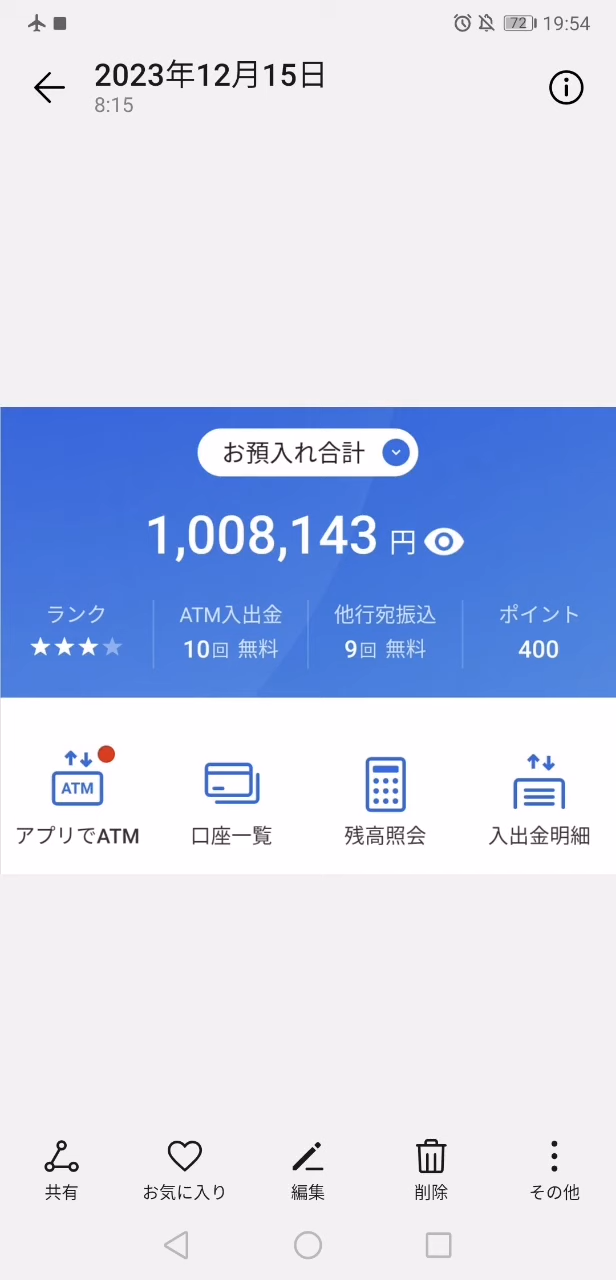 72 19:54
2023年12月15日
8:15
お預入れ合計
1,008,143 円
ランク ATM入出金 他行宛振込 ポイント
★★★★ 10回 無料 9回 無料 400
ATM
アプリでATM 口座一覧 残高照会 入出金明細
共有 お気に入り 編集 削除 その他